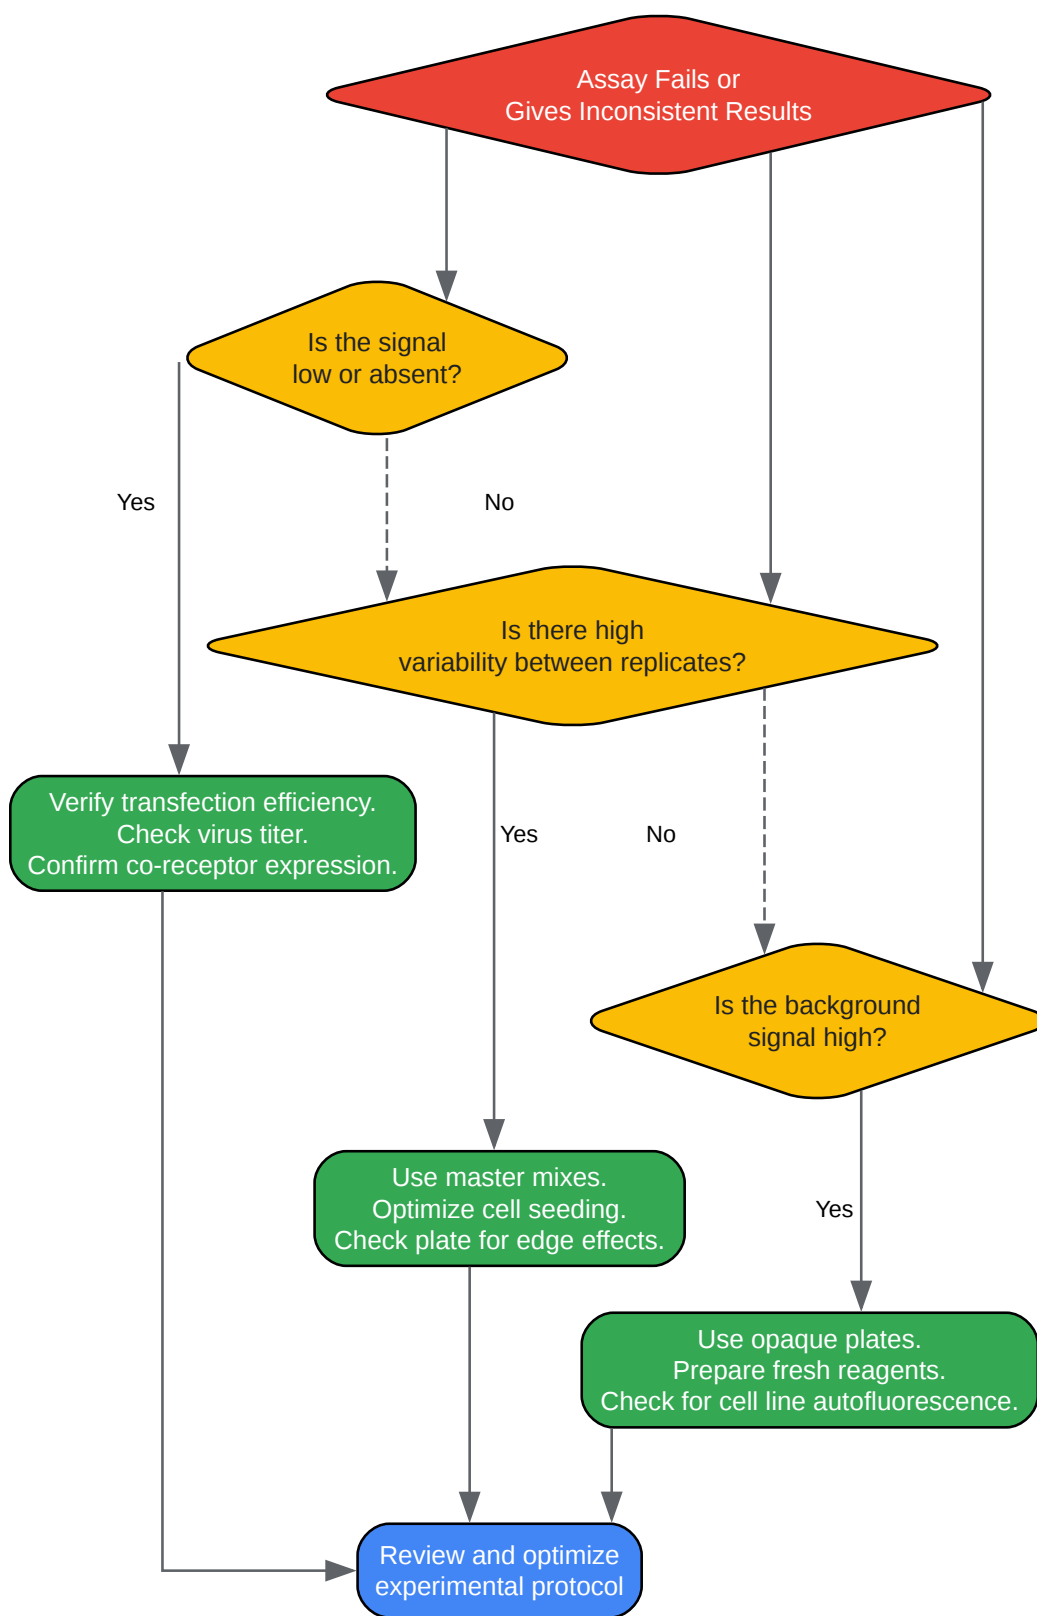 Assay Fails or
Gives Inconsistent Results
Is the signal
low or absent?
Yes
No
Is there high
variability between replicates?
Verify transfection efficiency.
Check virus titer.
Confirm co-receptor expression.
Yes
No
Is the background
signal high?
Use master mixes.
Optimize cell seeding.
Check plate for edge effects.
Yes
Use opaque plates.
Prepare fresh reagents.
Check for cell line autofluorescence.
Review and optimize
experimental protocol